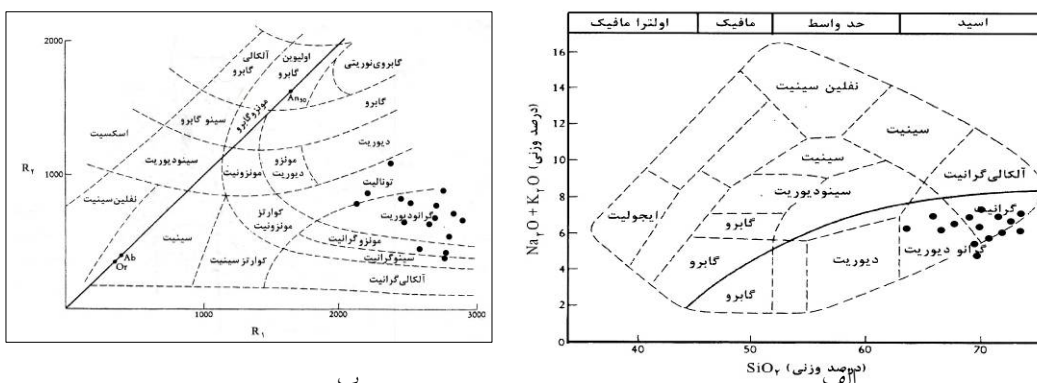 اولترا مافیک
مافیک
حد واسط
اسید
Na₂O + K₂O (درصد وزنی)
16
14
12
10
8
6
4
2
0
نفلین سینیت
سینیت
آلکالی گرانیت
سینیت
سینودیوریت
ایجولیت
گابرو
گابرو
گابرو
دیوریت
گرانیت
گرانو دیوریت
40
50
60
70
SiO₂ (درصد وزنی)
الف
2000
1000
R₂
آلکالی
گابرو
اولیوین
گابرو
گابروی نوریتی
An₅₀
گابرو
مونزوگابرو
سینو گابرو
اسکسیت
سینودیوریت
مونزونیت
مونزو
دیوریت
دیوریت
تونالیت
گرانودیوریت
نفلین سینیت
سینیت
کوارتز
مونزونیت
مونزو گرانیت
سینوگرانیت
کوارتز سینیت
آلکالی گرانیت
Ab
Or
1000
2000
3000
R₁
ب